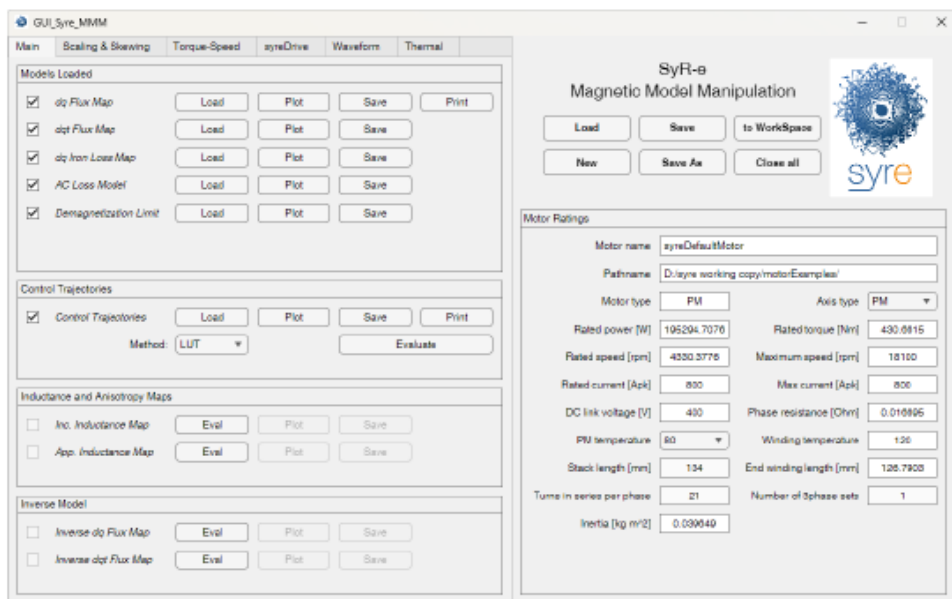 GUI_Syre_MMM
Main Scaling & Skewing Torque-Speed syreDrive Waveform Thermal
Models Loaded
dq Flux Map Load Plot Save Print
dqt Flux Map Load Plot Save
dq Iron Loss Map Load Plot Save
AC Loss Model Load Plot Save
Demagnetization Limit Load Plot Save
Control Trajectories
Control Trajectories Load Plot Save Print
Method: LUT Evaluate
Inductance and Anisotropy Maps
Inc. Inductance Map Eval Plot Save
App. Inductance Map Eval Plot Save
Inverse Model
Inverse dq Flux Map Eval Plot Save
Inverse dqt Flux Map Eval Plot Save
SyR-e
Magnetic Model Manipulation
Load Save to WorkSpace
New Save As Close all
syre
Motor Ratings
Motor name syreDefaultMotor
Pathname D:/syre working copy/motorExamples/
Motor type PM Axis type PM
Rated power [W] 195294.7076 Rated torque [Nm] 430.6615
Rated speed [rpm] 4330.3776 Maximum speed [rpm] 18100
Rated current [Apk] 800 Max current [Apk] 800
DC link voltage [V] 400 Phase resistance [Ohm] 0.016895
PM temperature 80 Winding temperature 120
Stack length [mm] 134 End winding length [mm] 126.7903
Turns in series per phase 21 Number of 3phase sets 1
Inertia [kg m^2] 0.039649